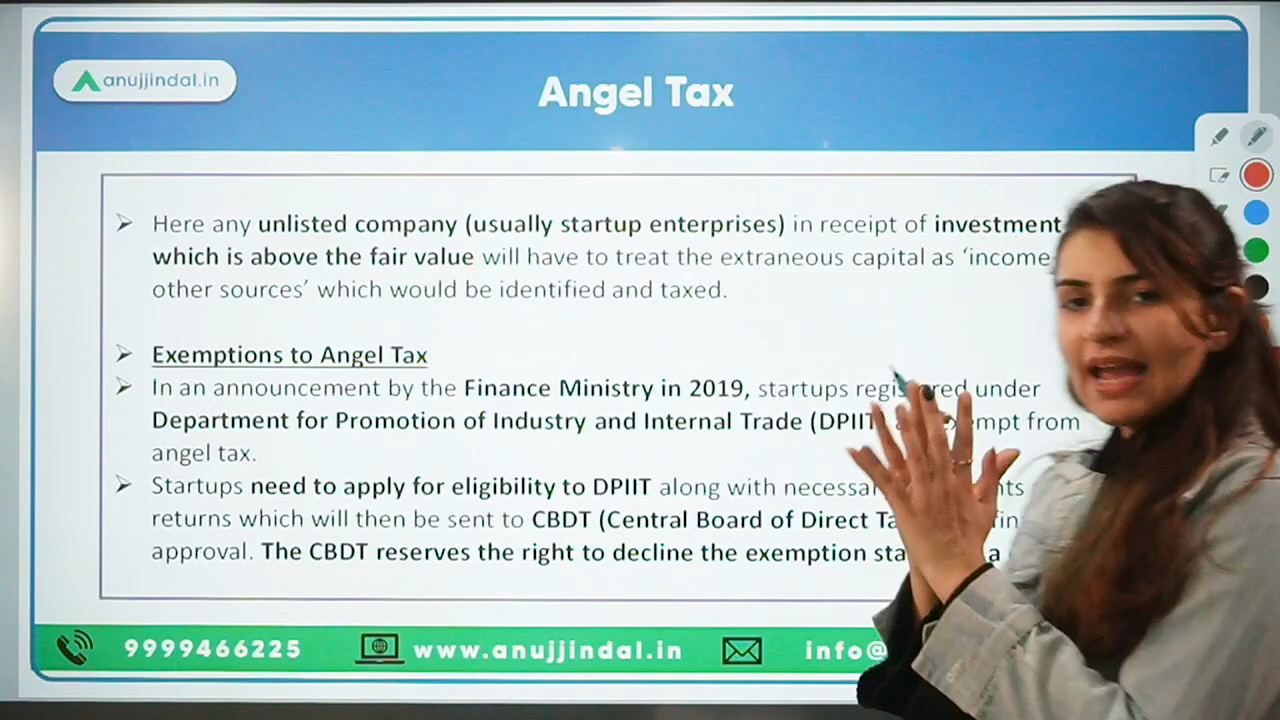 anujjindal.in
Angel Tax
Here any unlisted company (usually startup enterprises) in receipt of investment
which is above the fair value will have to treat the extraneous capital as ‘income
other sources’ which would be identified and taxed.
Exemptions to Angel Tax
In an announcement by the Finance Ministry in 2019, startups registered under
Department for Promotion of Industry and Internal Trade (DPIIT) exempt from
angel tax.
Startups need to apply for eligibility to DPIIT along with
returns which will then be sent to CBDT (Central Board of Direct
approval. The CBDT reserves the right to decline the exemption a
9999466225 www.anujjindal.in info@